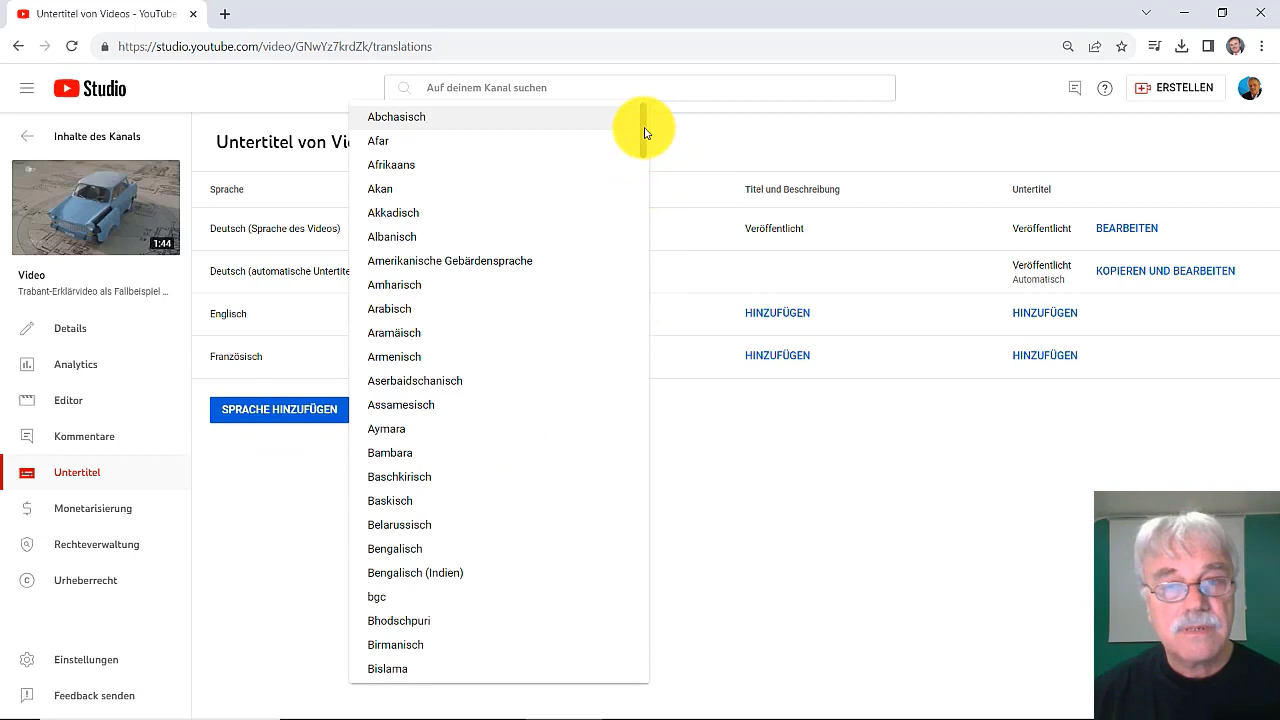 Untertitel von Videos - YouTube
https://studio.youtube.com/video/GNwYz7krdZk/translations
Studio
Auf deinem Kanal suchen
ERSTELLEN
Inhalte des Kanals
1:44
Video
Trabant-Erklärvideo als Fallbeispiel ...
Details
Analytics
Editor
Kommentare
Untertitel
Monetarisierung
Rechteverwaltung
Urheberrecht
Einstellungen
Feedback senden
Untertitel von Vi
Sprache
Titel und Beschreibung
Untertitel
Deutsch (Sprache des Videos)
Veröffentlicht
Veröffentlicht
BEARBEITEN
Deutsch (automatische Untertite
Veröffentlicht
Automatisch
KOPIEREN UND BEARBEITEN
Englisch
HINZUFÜGEN
HINZUFÜGEN
Französisch
HINZUFÜGEN
HINZUFÜGEN
SPRACHE HINZUFÜGEN
Abchasisch
Afar
Afrikaans
Akan
Akkadisch
Albanisch
Amerikanische Gebärdensprache
Amharisch
Arabisch
Aramäisch
Armenisch
Aserbaidschanisch
Assamesisch
Aymara
Bambara
Baschkirisch
Baskisch
Belarussisch
Bengalisch
Bengalisch (Indien)
bgc
Bhodschpuri
Birmanisch
Bislama